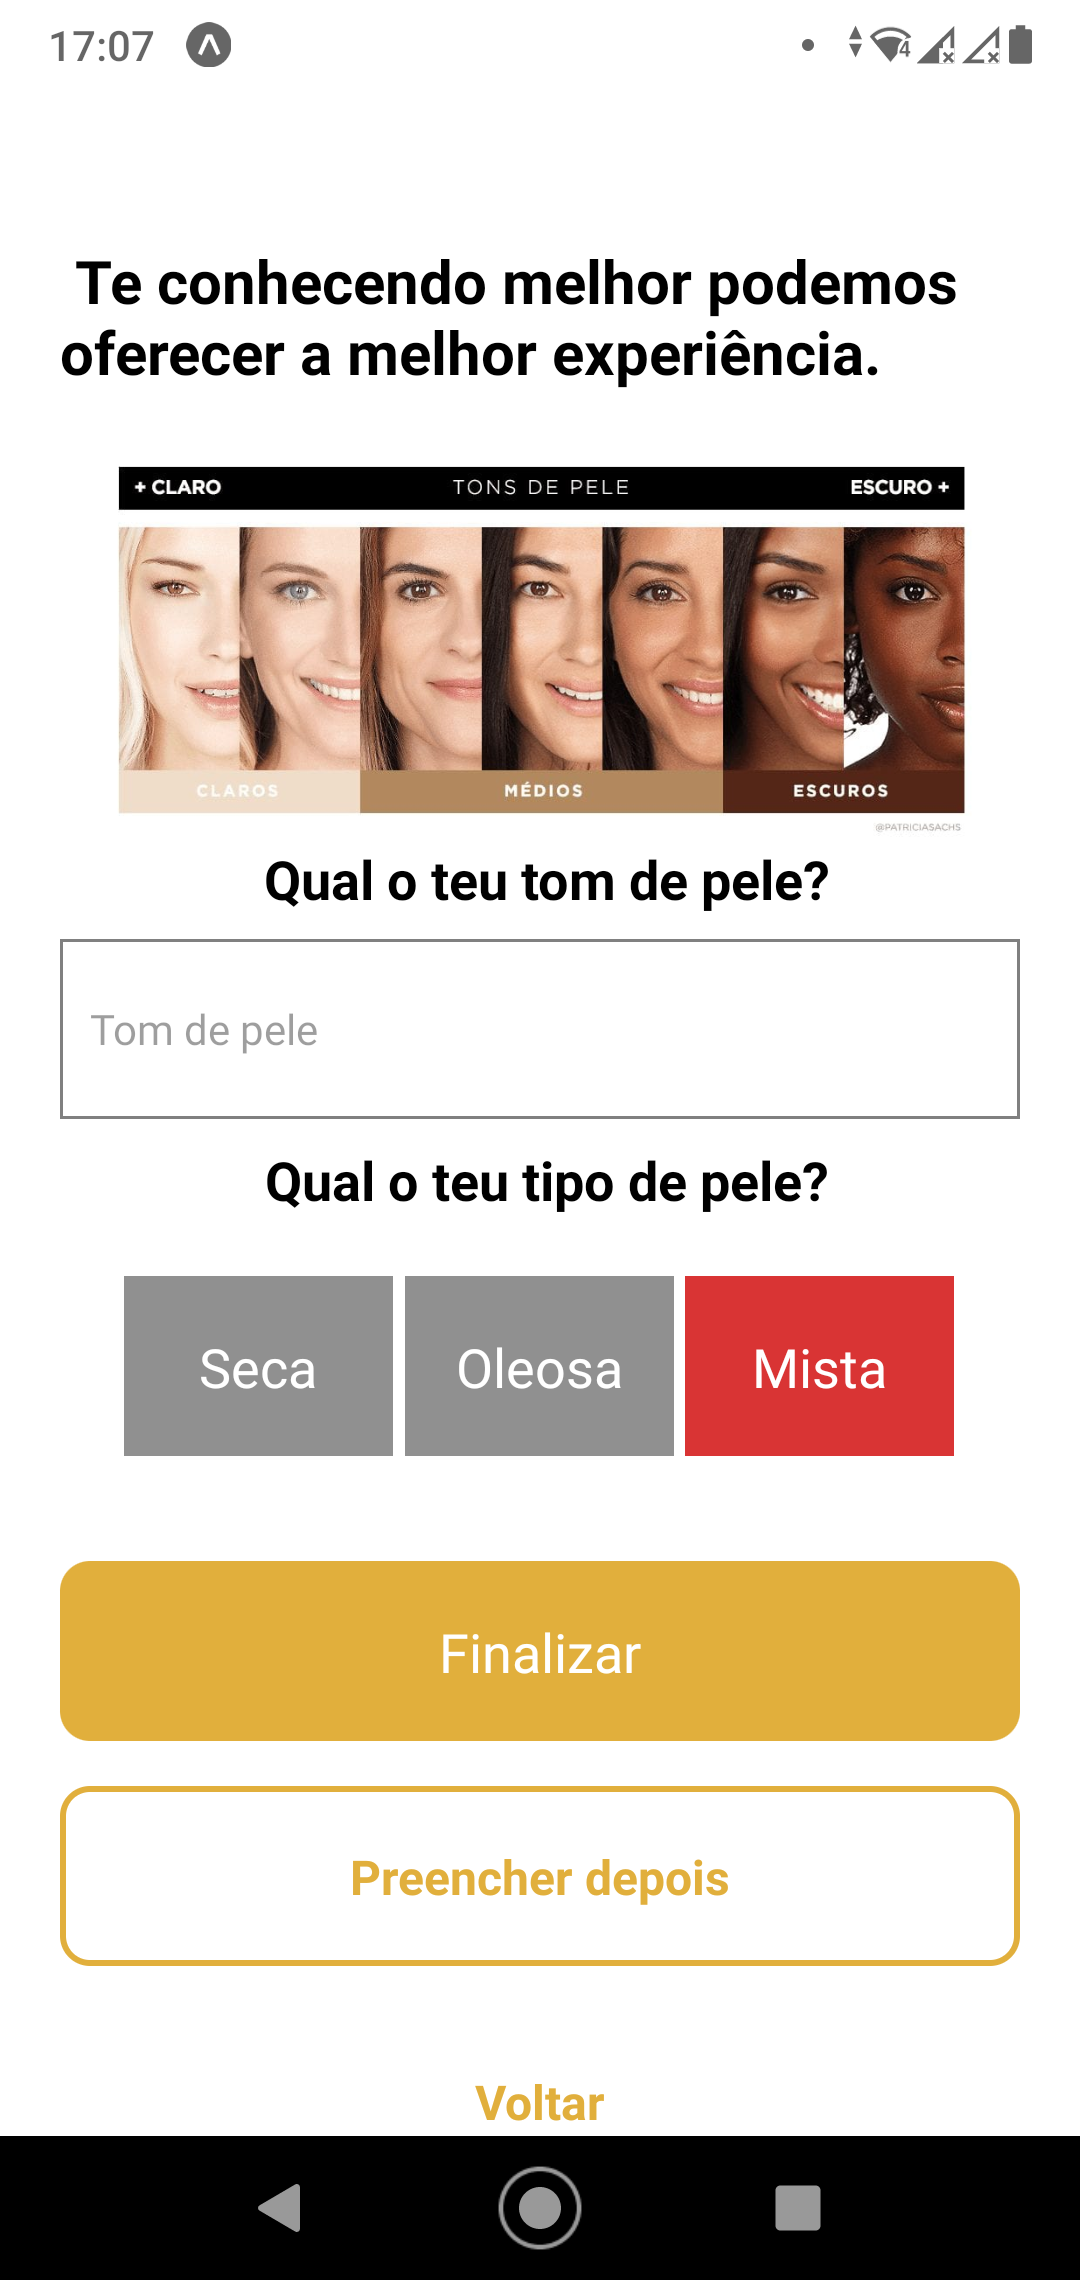 17:07
4
Te conhecendo melhor podemos
oferecer a melhor experiência.
+ CLARO TONS DE PELE ESCURO +
CLAROS MÉDIOS ESCUROS
@PATRICIASACHS
Qual o teu tom de pele?
Tom de pele
Qual o teu tipo de pele?
Seca Oleosa Mista
Finalizar
Preencher depois
Voltar